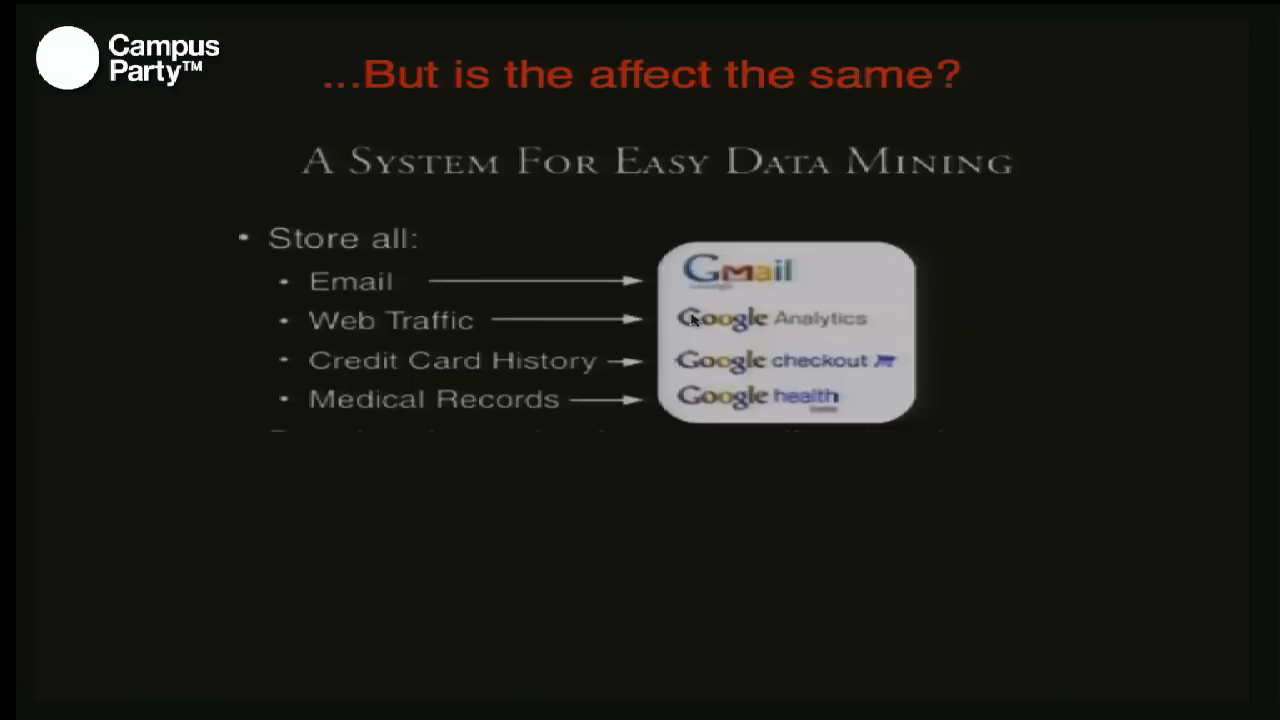 Campus
Party™
...But is the affect the same?
A System For Easy Data Mining
• Store all:
• Email
Gmail
• Web Traffic
Google Analytics
• Credit Card History
Google checkout
• Medical Records
Google health